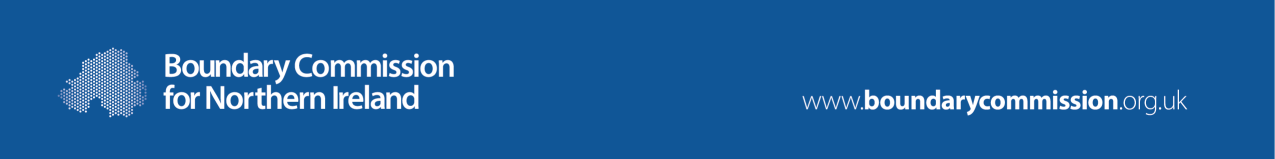 Boundary Commission
for Northern Ireland
www.boundarycommission.org.uk